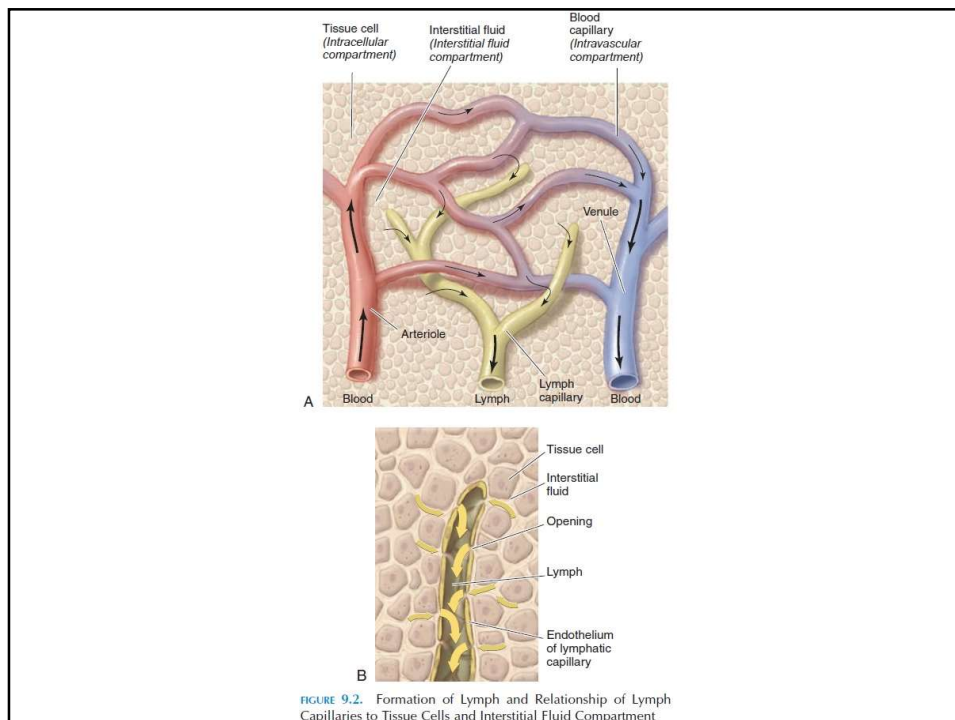 Tissue cell
(Intracellular
compartment)
Interstitial fluid
(Interstitial fluid
compartment)
Blood
capillary
(Intravascular
compartment)
Venule
Arteriole
Lymph
capillary
A
Blood
Lymph
Blood
Tissue cell
Interstitial
fluid
Opening
Lymph
Endothelium
of lymphatic
capillary
B
FIGURE 9.2. Formation of Lymph and Relationship of Lymph
Capillaries to Tissue Cells and Interstitial Fluid Compartment